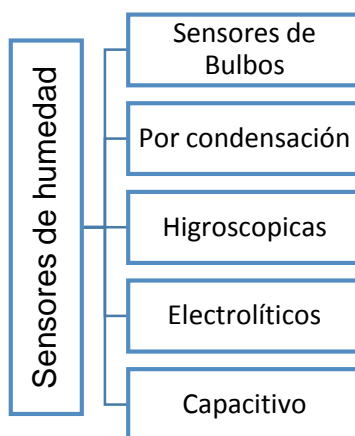 Sensores de humedad
Sensores de
Bulbos
Por condensación
Higroscopicas
Electrolíticos
Capacitivo